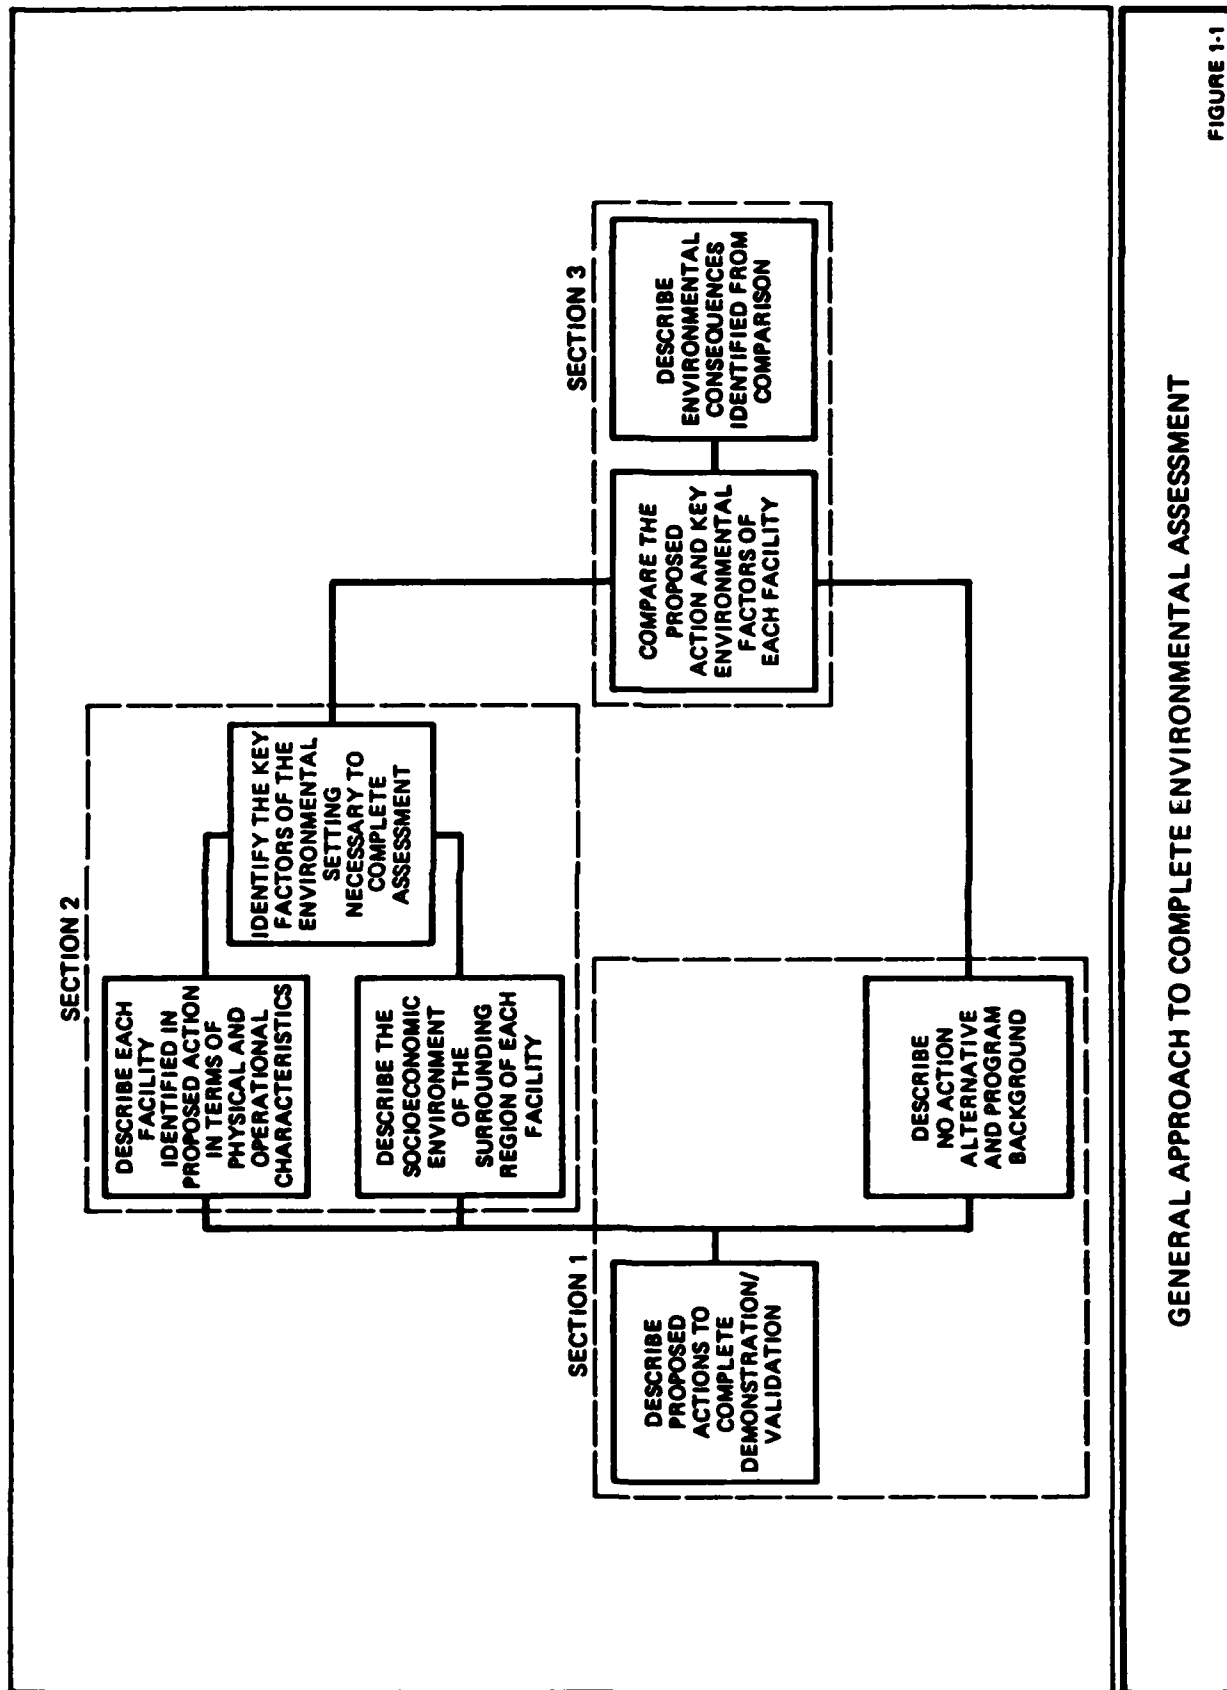 SECTION 2
DESCRIBE EACH
FACILITY
IDENTIFIED IN
PROPOSED ACTION
IN TERMS OF
PHYSICAL AND
OPERATIONAL
CHARACTERISTICS
IDENTIFY THE KEY
FACTORS OF THE
ENVIRONMENTAL
SETTING
NECESSARY TO
COMPLETE
ASSESSMENT
DESCRIBE THE
SOCIOECONOMIC
ENVIRONMENT
OF THE
SURROUNDING
REGION OF EACH
FACILITY
SECTION 1
DESCRIBE
PROPOSED
ACTIONS TO
COMPLETE
DEMONSTRATION/
VALIDATION
DESCRIBE
NO ACTION
ALTERNATIVE
AND PROGRAM
BACKGROUND
SECTION 3
COMPARE THE
PROPOSED
ACTION AND KEY
ENVIRONMENTAL
FACTORS OF
EACH FACILITY
DESCRIBE
ENVIRONMENTAL
CONSEQUENCES
IDENTIFIED FROM
COMPARISON
GENERAL APPROACH TO COMPLETE ENVIRONMENTAL ASSESSMENT
FIGURE 1-1